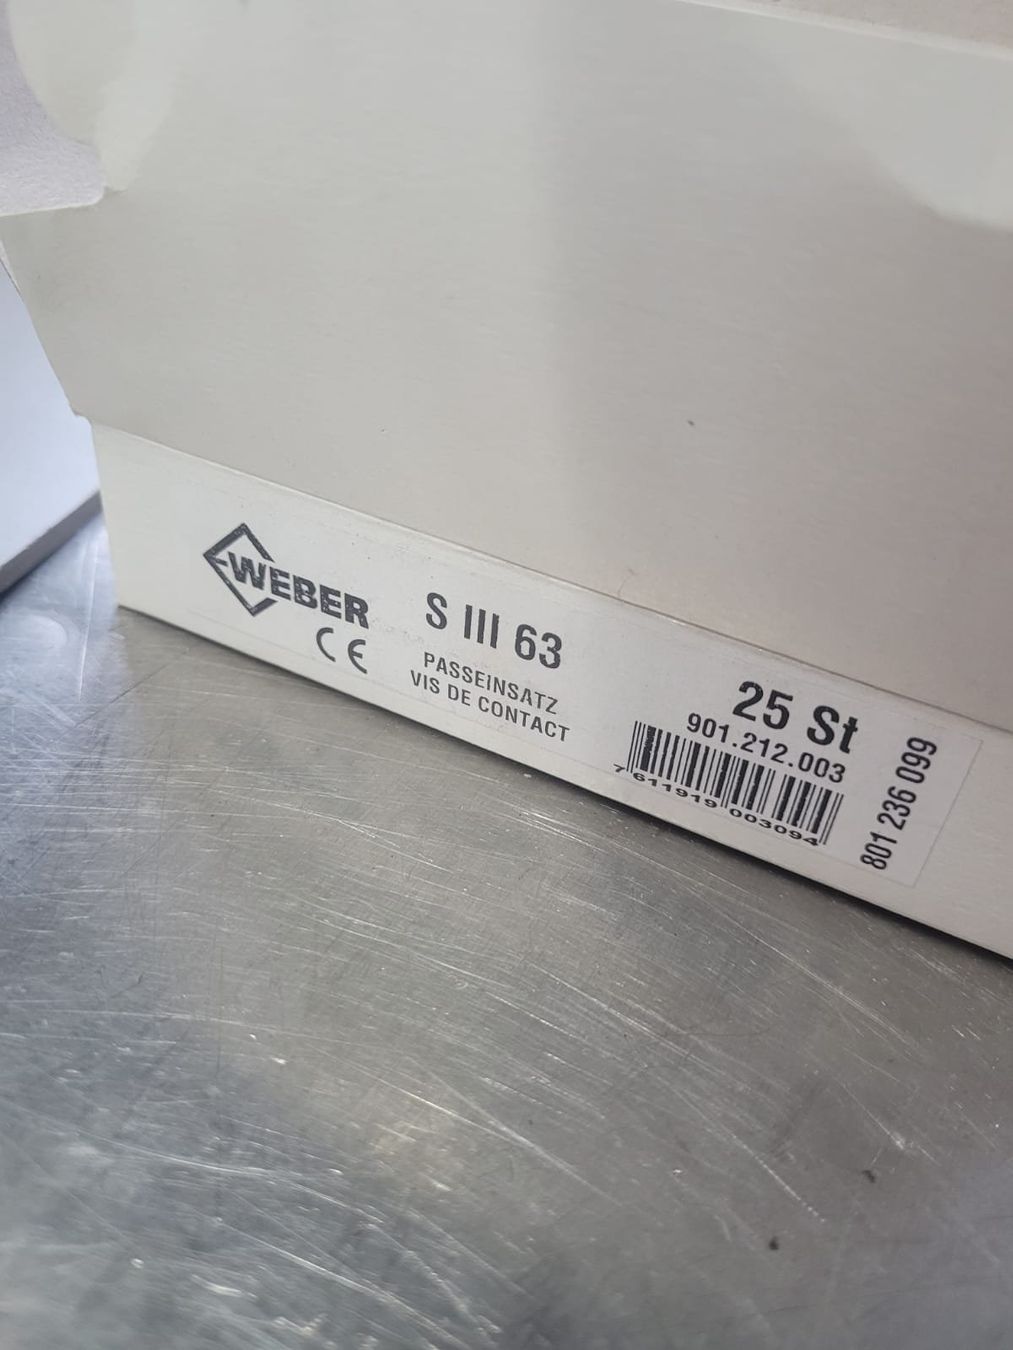 WEBER
CE
S III 63
PASSEINSATZ
VIS DE CONTACT
25 St
901.212.003
7 611919 003094
801 236 099